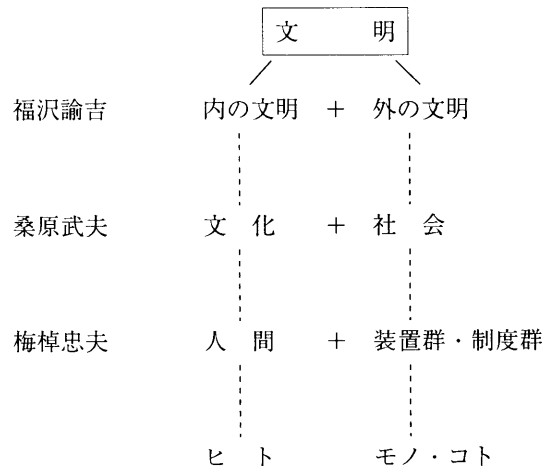 文 明
福沢諭吉 内の文明 + 外の文明
桑原武夫 文 化 + 社 会
梅棹忠夫 人 間 + 装置群・制度群
ヒ ト モノ・コト